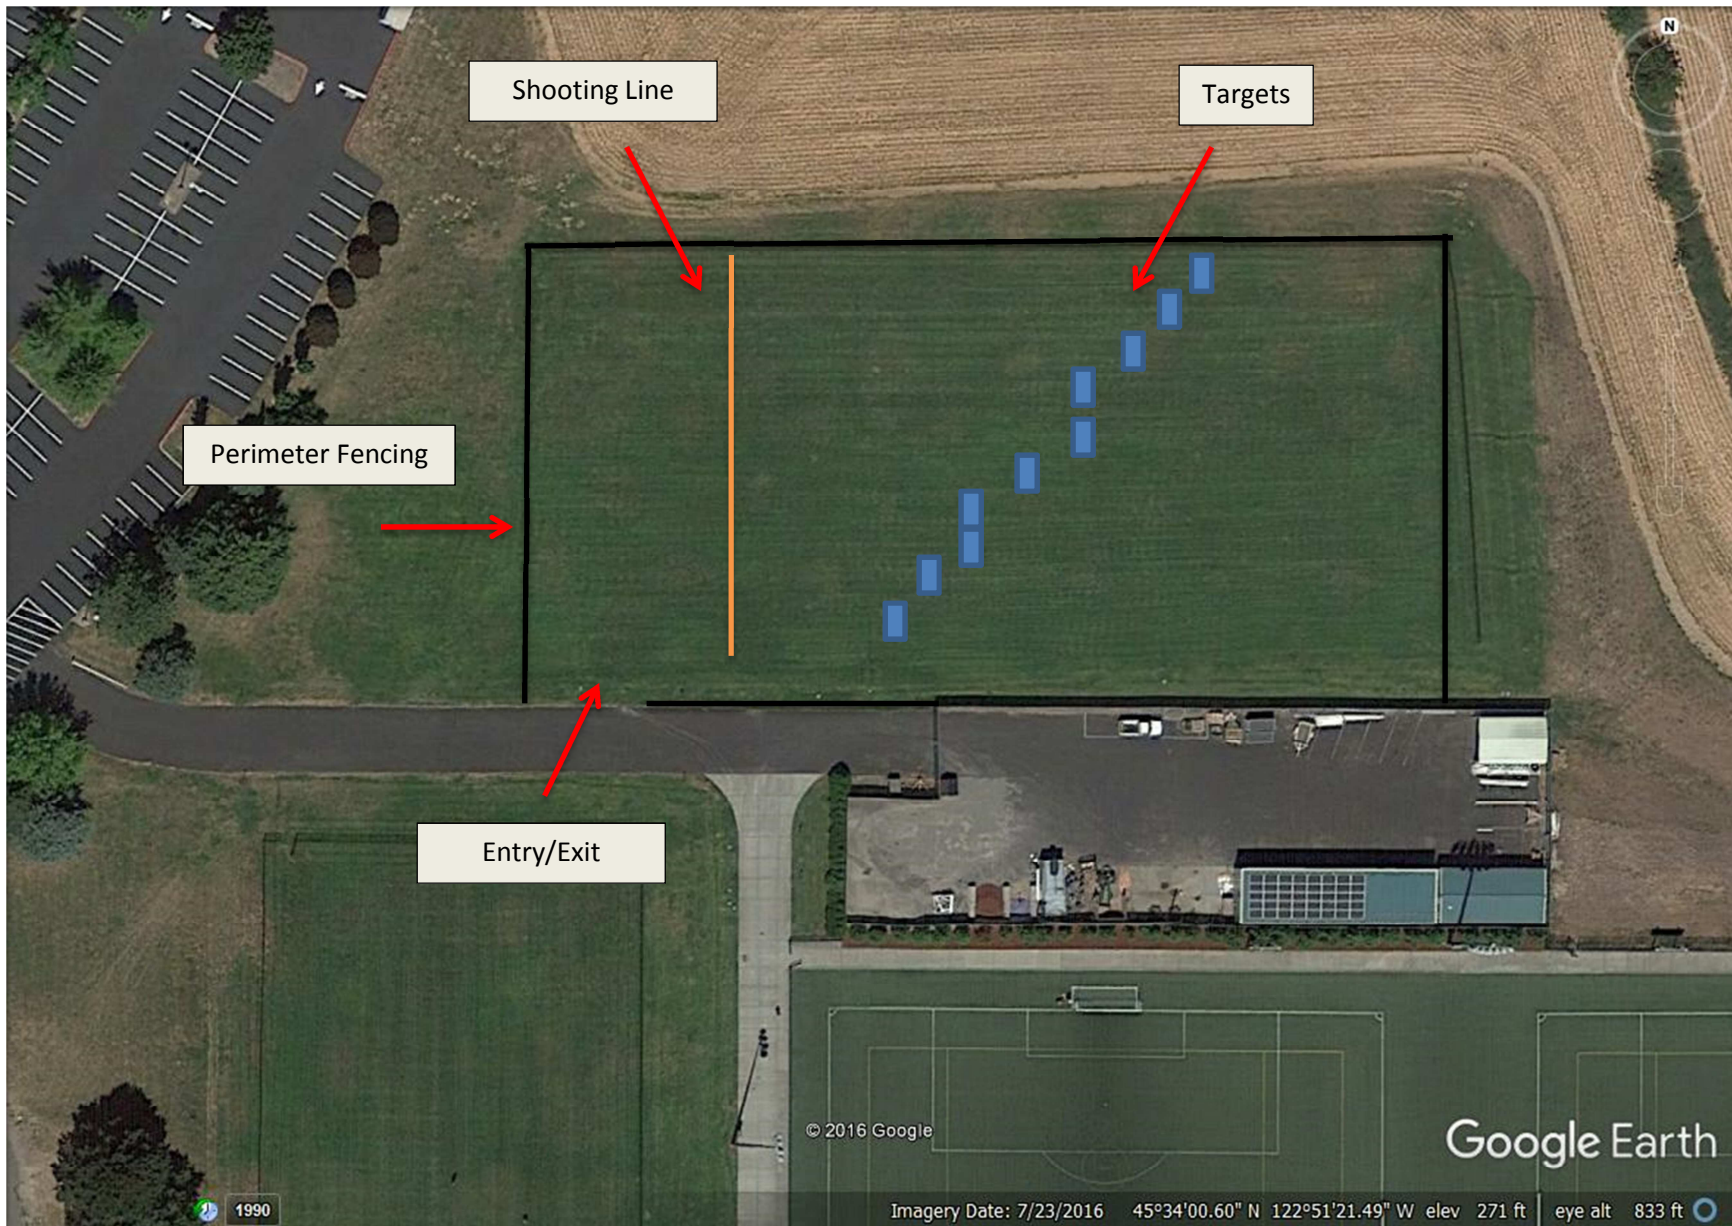 N
Shooting Line
Targets
Perimeter Fencing
Entry/Exit
© 2016 Google
Google Earth
1990
Imagery Date: 7/23/2016 45°34'00.60" N 122°51'21.49" W elev 271 ft eye alt 833 ft